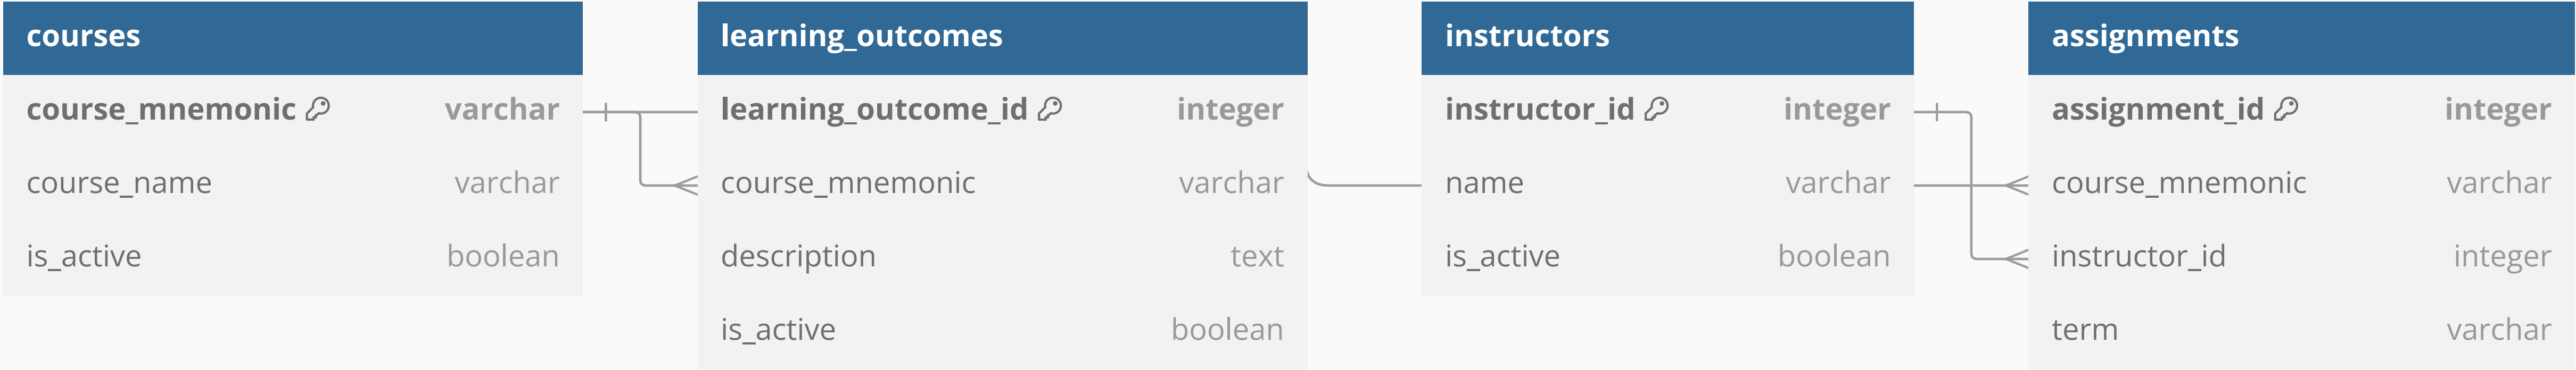 courses
course_mnemonic varchar
course_name varchar
is_active boolean
learning_outcomes
learning_outcome_id integer
course_mnemonic varchar
description text
is_active boolean
instructors
instructor_id integer
name varchar
is_active boolean
assignments
assignment_id integer
course_mnemonic varchar
instructor_id integer
term varchar